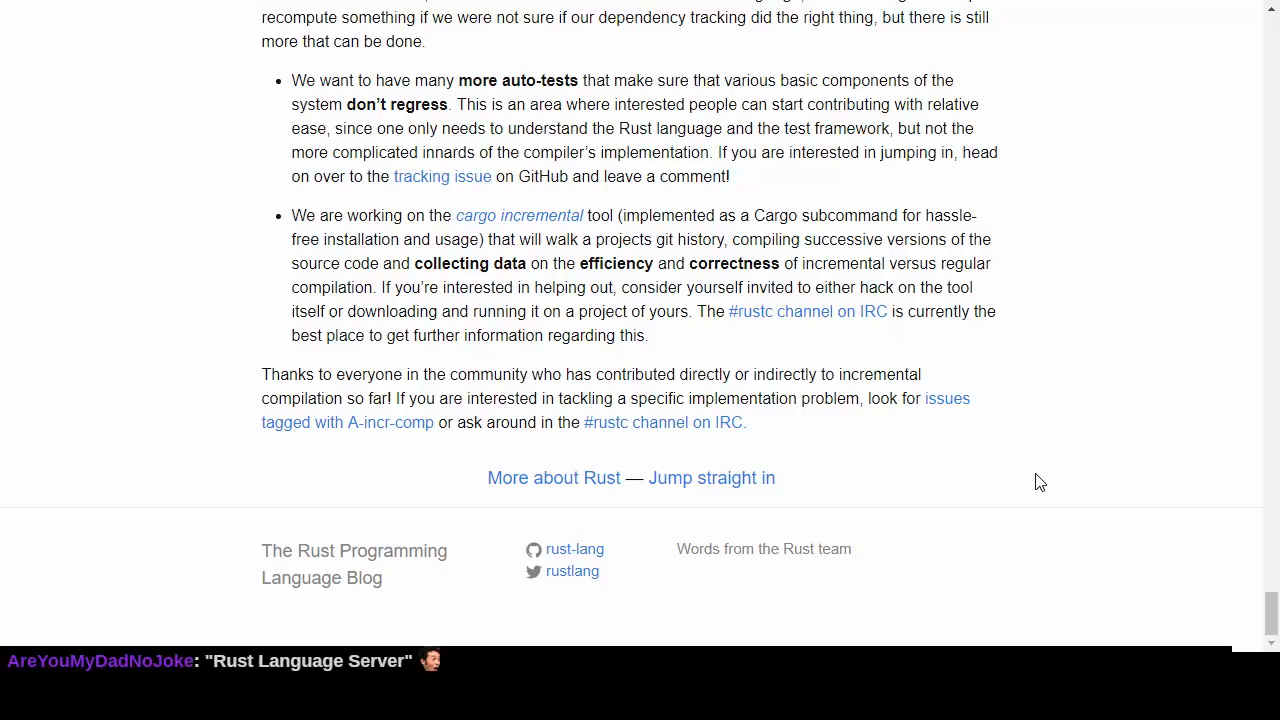 recompute something if we were not sure if our dependency tracking did the right thing, but there is still
more that can be done.
• We want to have many more auto-tests that make sure that various basic components of the
system don’t regress. This is an area where interested people can start contributing with relative
ease, since one only needs to understand the Rust language and the test framework, but not the
more complicated innards of the compiler’s implementation. If you are interested in jumping in, head
on over to the tracking issue on GitHub and leave a comment!
• We are working on the cargo incremental tool (implemented as a Cargo subcommand for hassle-
free installation and usage) that will walk a projects git history, compiling successive versions of the
source code and collecting data on the efficiency and correctness of incremental versus regular
compilation. If you’re interested in helping out, consider yourself invited to either hack on the tool
itself or downloading and running it on a project of yours. The #rustc channel on IRC is currently the
best place to get further information regarding this.
Thanks to everyone in the community who has contributed directly or indirectly to incremental
compilation so far! If you are interested in tackling a specific implementation problem, look for issues
tagged with A-incr-comp or ask around in the #rustc channel on IRC.
More about Rust — Jump straight in
The Rust Programming
Language Blog
rust-lang
rustlang
Words from the Rust team
AreYouMyDadNoJoke: "Rust Language Server"